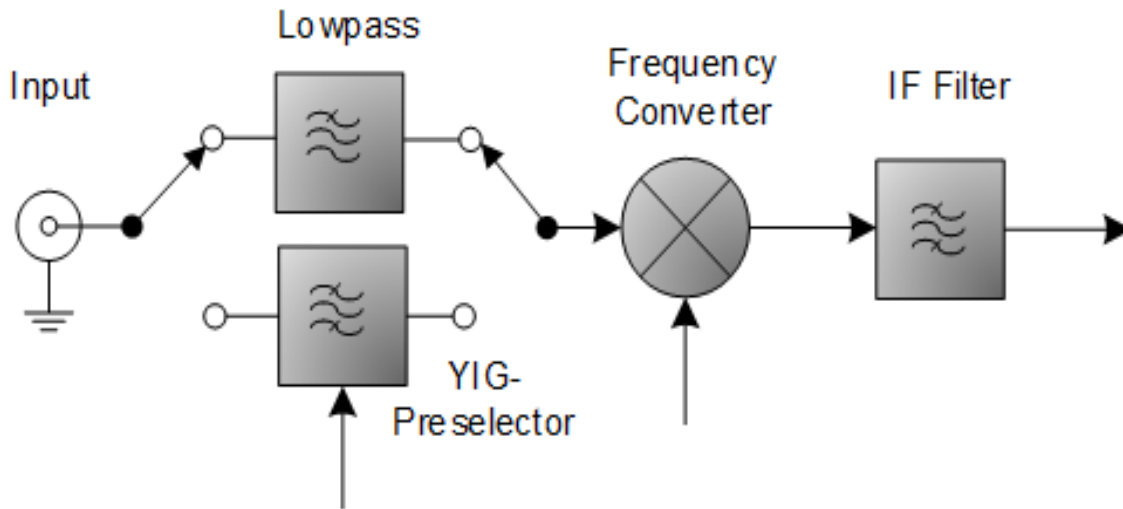 Lowpass
Input
Frequency
Converter
IF Filter
YIG-
Preselector